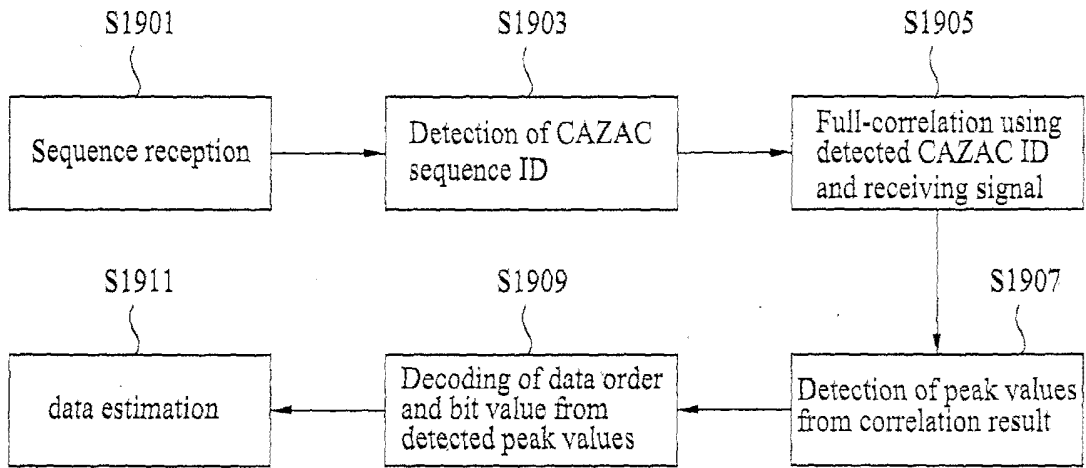 S1901
S1903
S1905
Sequence reception
Detection of CAZAC
sequence ID
Full-correlation using
detected CAZAC ID
and receiving signal
S1911
S1909
S1907
data estimation
Decoding of data order
and bit value from
detected peak values
Detection of peak values
from correlation result